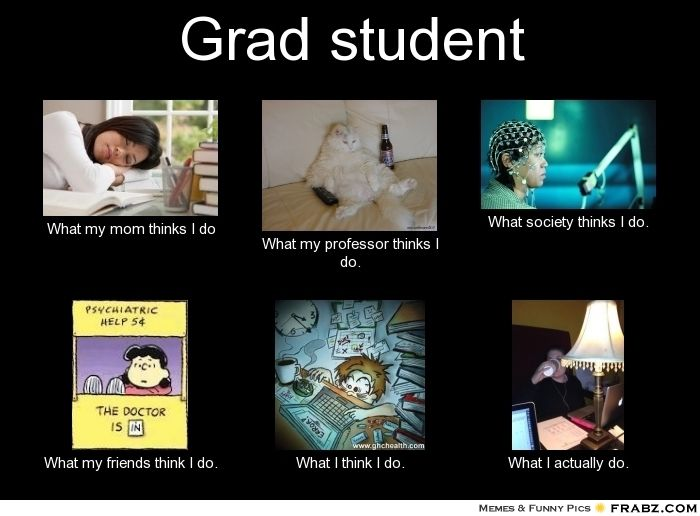 Grad student
What my mom thinks I do
What my professor thinks I
do.
What society thinks I do.
PSYCHIATRIC
HELP 5¢
THE DOCTOR
IS IN
www.ghchealth.com
What my friends think I do.
What I think I do.
What I actually do.
MEMES & FUNNY PICS FRABZ.COM